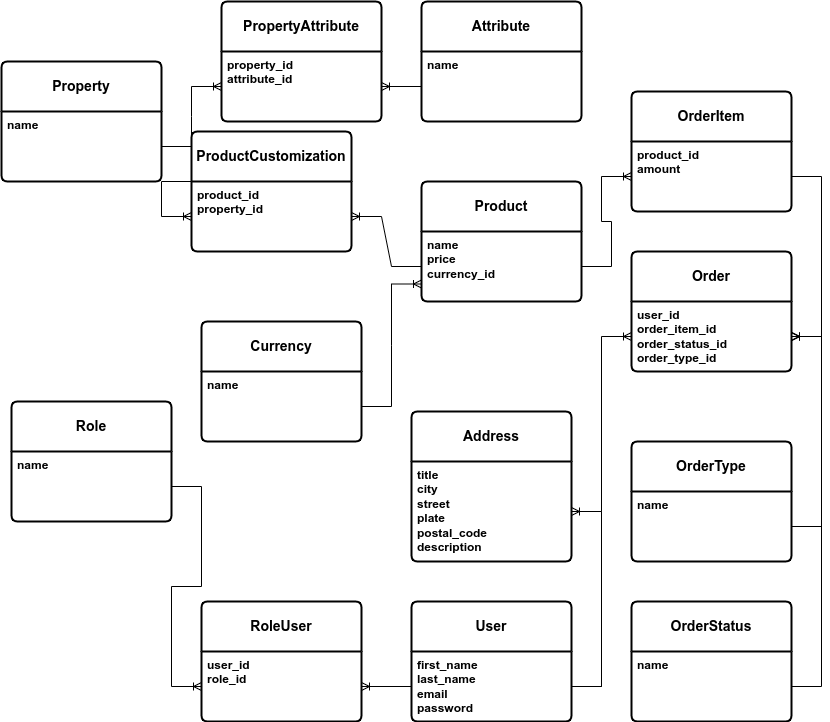 PropertyAttribute
property_id
attribute_id
Attribute
name
Property
name
ProductCustomization
product_id
property_id
Product
name
price
currency_id
OrderItem
product_id
amount
Order
user_id
order_item_id
order_status_id
order_type_id
Currency
name
Role
name
Address
title
city
street
plate
postal_code
description
OrderType
name
RoleUser
user_id
role_id
User
first_name
last_name
email
password
OrderStatus
name